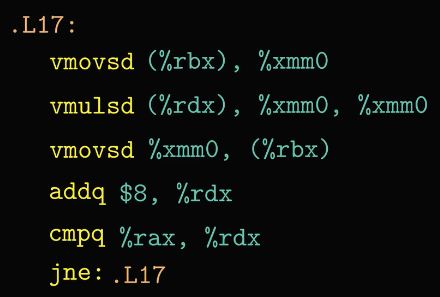 .L17:
vmovsd (%rbx), %xmm0
vmulsd (%rdx), %xmm0, %xmm0
vmovsd %xmm0, (%rbx)
addq $8, %rdx
cmpq %rax, %rdx
jne: .L17